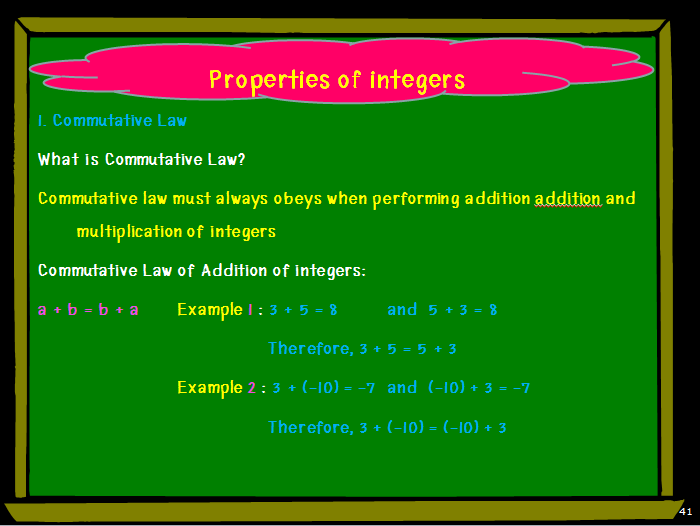 Properties of integers
1. Commutative Law
What is Commutative Law?
Commutative law must always obeys when performing addition addition and
multiplication of integers
Commutative Law of Addition of integers:
a + b = b + a Example 1 : 3 + 5 = 8 and 5 + 3 = 8
Therefore, 3 + 5 = 5 + 3
Example 2 : 3 + (-10) = -7 and (-10) + 3 = -7
Therefore, 3 + (-10) = (-10) + 3
41